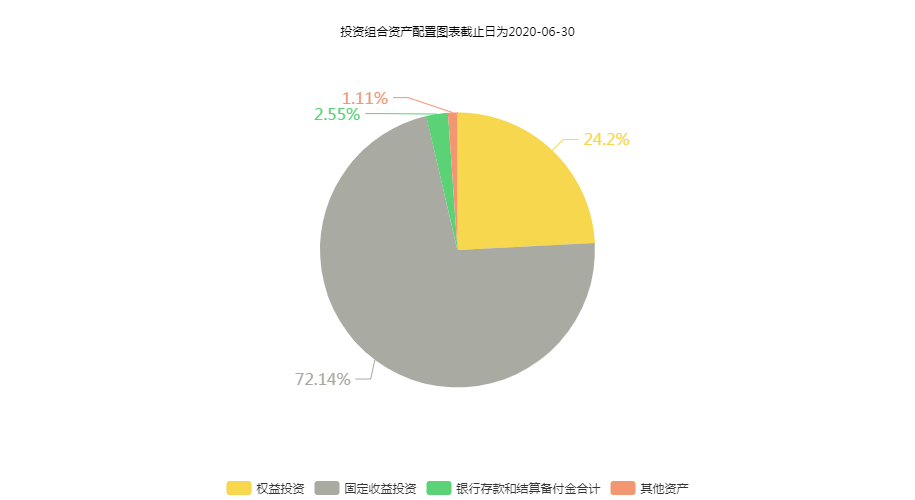 投资组合资产配置图表截止日为2020-06-30
1.11%
2.55%
24.2%
72.14%
权益投资 固定收益投资 银行存款和结算备付金合计 其他资产